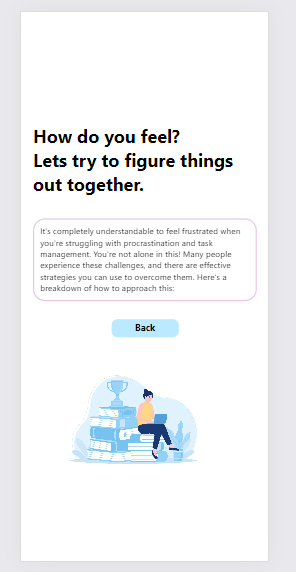 How do you feel?
Lets try to figure things
out together.
It's completely understandable to feel frustrated when
you're struggling with procrastination and task
management. You're not alone in this! Many people
experience these challenges, and there are effective
strategies you can use to overcome them. Here's a
breakdown of how to approach this:
Back